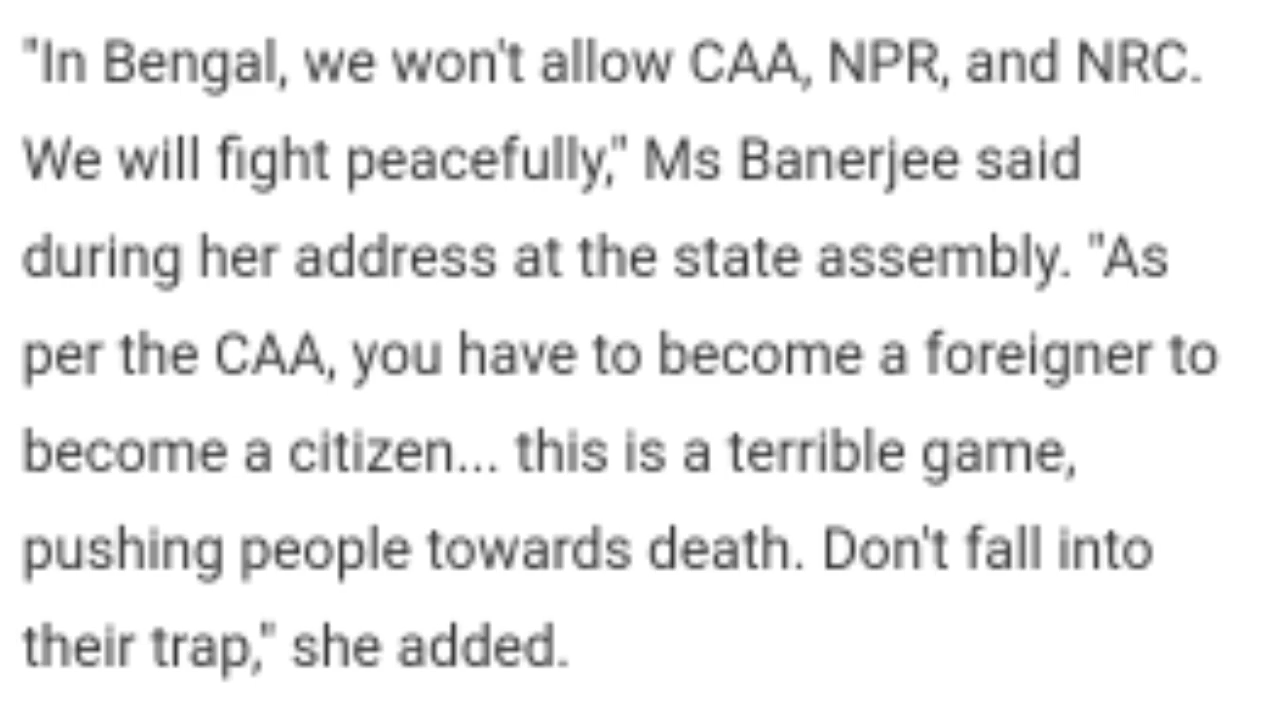 "In Bengal, we won't allow CAA, NPR, and NRC.
We will fight peacefully," Ms Banerjee said
during her address at the state assembly. "As
per the CAA, you have to become a foreigner to
become a citizen... this is a terrible game,
pushing people towards death. Don't fall into
their trap," she added.